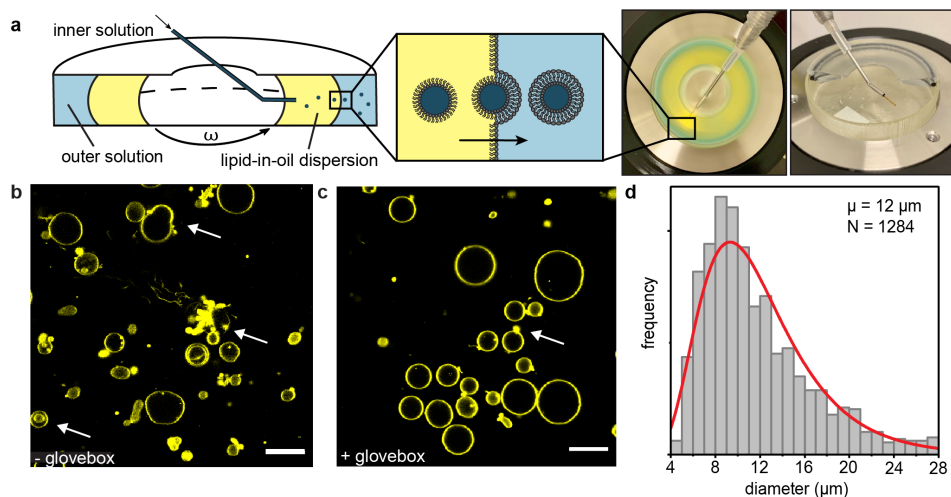 a
inner solution
ω
outer solution
lipid-in-oil dispersion
b
- glovebox
c
+ glovebox
d
μ = 12 μm
N = 1284
frequency
4 8 12 16 20 24 28
diameter (μm)